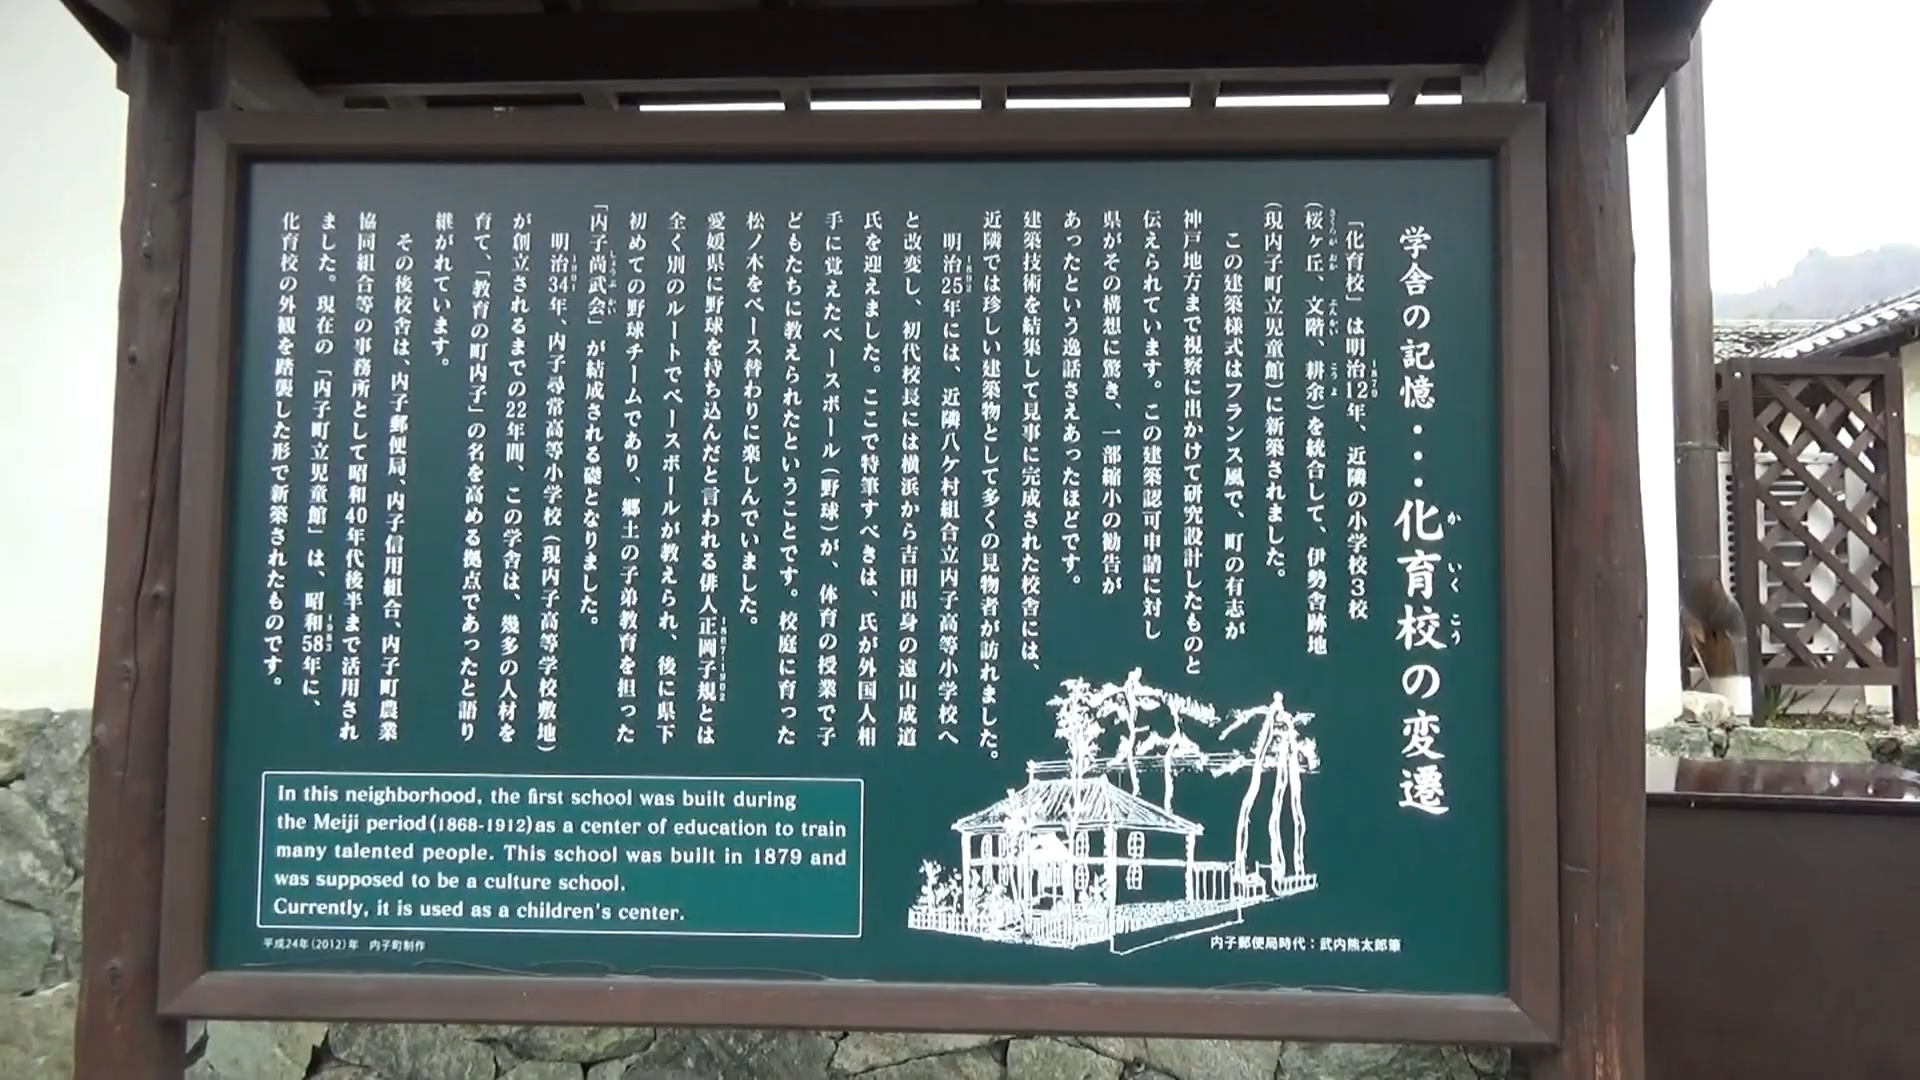 学舎の記憶・・・化育校の変遷
か いく こう
「化育校」は明治12年、近隣の小学校3校
1879
(桜ヶ丘、文階、耕余)を統合して、伊勢舎跡地
さくらが おか ぶんかい こうよ
(現内子町立児童館)に新築されました。
この建築様式はフランス風で、町の有志が
神戸地方まで視察に出かけて研究設計したものと
伝えられています。この建築認可申請に対し
県がその構想に驚き、一部縮小の勧告が
あったという逸話さえあったほどです。
建築技術を結集して見事に完成された校舎には、
近隣では珍しい建築物として多くの見物者が訪れました。
明治25年には、近隣八ケ村組合立内子高等小学校へ
1892
と改変し、初代校長には横浜から吉田出身の遠山成道
氏を迎えました。ここで特筆すべきは、氏が外国人相
手に覚えたベースボール(野球)が、体育の授業で子
どもたちに教えられたということです。校庭に育った
松ノ木をベース替わりに楽しんでいました。
愛媛県に野球を持ち込んだと言われる俳人正岡子規とは
1867-1902
全く別のルートでベースボールが教えられ、後に県下
初めての野球チームであり、郷土の子弟教育を担った
「内子尚武会」が結成される礎となりました。
しょうぶ かい
明治34年、内子尋常高等小学校(現内子高等学校敷地)
1901
が創立されるまでの22年間、この学舎は、幾多の人材を
育て、「教育の町内子」の名を高める拠点であったと語り
継がれています。
その後校舎は、内子郵便局、内子信用組合、内子町農業
協同組合等の事務所として昭和40年代後半まで活用され
ました。現在の「内子町立児童館」は、昭和58年に、
1983
化育校の外観を踏襲した形で新築されたものです。
In this neighborhood, the first school was built during
the Meiji period(1868-1912)as a center of education to train
many talented people. This school was built in 1879 and
was supposed to be a culture school.
Currently, it is used as a children's center.
平成24年(2012)年 内子町制作
内子郵便局時代：武内熊太郎筆